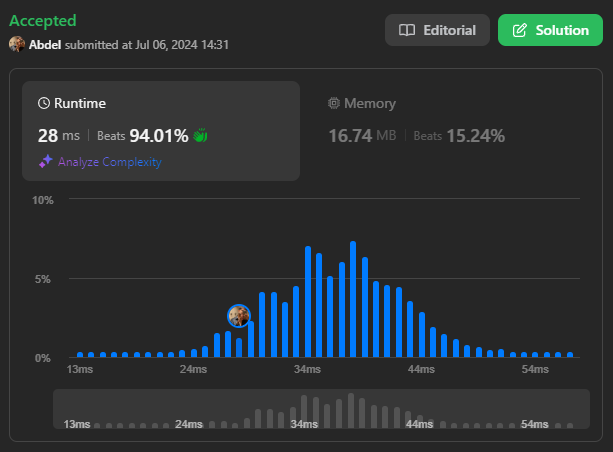 Accepted
Abdel submitted at Jul 06, 2024 14:31
Editorial
Solution
Runtime
28 ms | Beats 94.01%
Analyze Complexity
Memory
16.74 MB | Beats 15.24%
10%
5%
0%
13ms 24ms 34ms 44ms 54ms
13ms 24ms 34ms 44ms 54ms